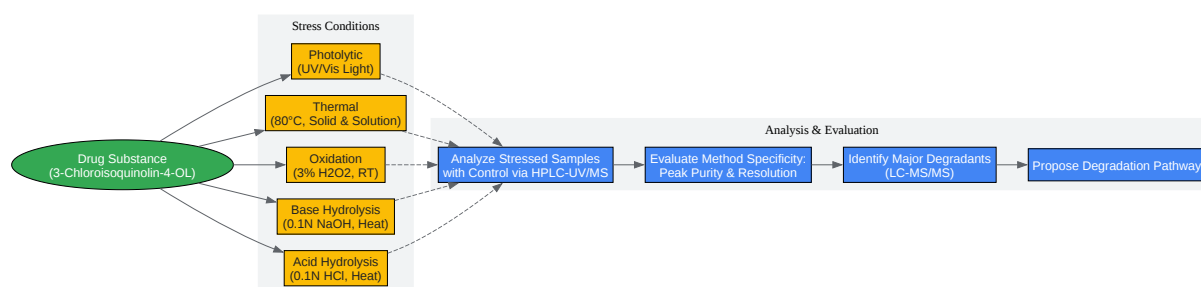 Stress Conditions
Photolytic
(UV/Vis Light)
Thermal
(80°C, Solid & Solution)
Analysis & Evaluation
Drug Substance
(3-Chloroisoquinolin-4-OL)
Oxidation
(3% H2O2, RT)
Analyze Stressed Samples
with Control via HPLC-UV/MS
Evaluate Method Specificity:
Peak Purity & Resolution
Identify Major Degradants
(LC-MS/MS)
Propose Degradation Pathway
Base Hydrolysis
(0.1N NaOH, Heat)
Acid Hydrolysis
(0.1N HCl, Heat)